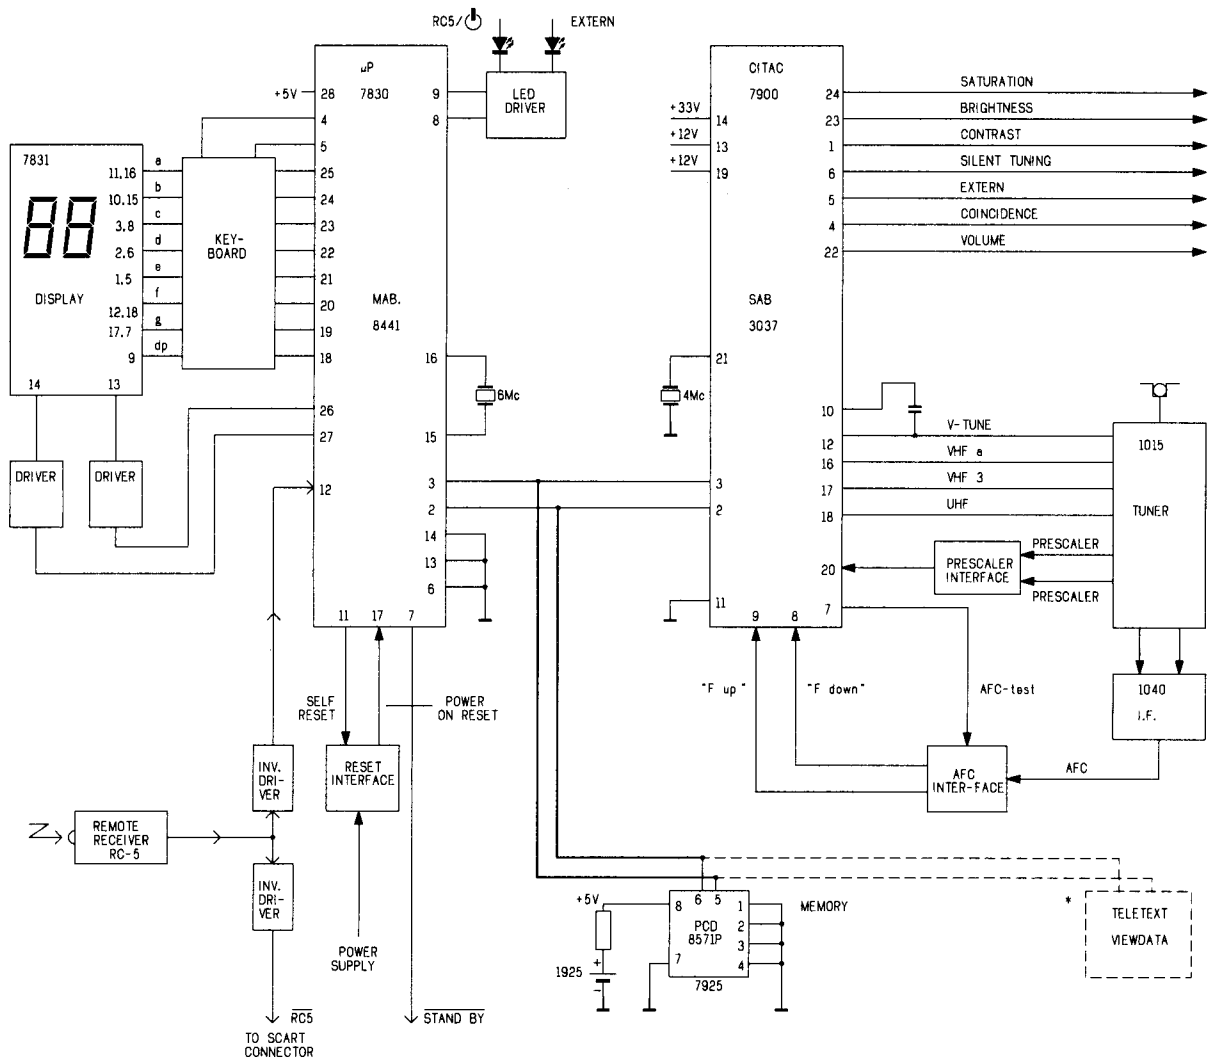 RC5/
EXTERN
µP
7830
+5V
28
4
5
25
24
23
22
21
20
19
18
26
27
12
9
8
LED
DRIVER
MAB.
8441
16
15
6Mc
3
2
14
13
6
11
17
7
7831
DISPLAY
11,16
10,15
3,8
2,6
1,5
12,18
17,7
9
14
13
a
b
c
d
e
f
g
dp
KEY-
BOARD
DRIVER
DRIVER
CITAC
7900
+33V
14
+12V
13
+12V
19
24
23
1
6
5
4
22
SATURATION
BRIGHTNESS
CONTRAST
SILENT TUNING
EXTERN
COINCIDENCE
VOLUME
SAB
3037
21
4Mc
10
12
16
17
18
20
7
3
2
11
9
8
V-TUNE
VHF a
VHF 3
UHF
PRESCALER
PRESCALER
PRESCALER
INTERFACE
1015
TUNER
1040
I.F.
"F up"
"F down"
AFC-test
AFC
INTER-FACE
AFC
SELF
RESET
POWER
ON RESET
RESET
INTERFACE
INV.
DRI-
VER
REMOTE
RECEIVER
RC-5
INV.
DRI-
VER
POWER
SUPPLY
RC5
TO SCART
CONNECTOR
STAND BY
+5V
1925
+
-
6
5
8
1
2
3
4
7
PCD
8571P
7925
MEMORY
*
TELETEXT
VIEWDATA